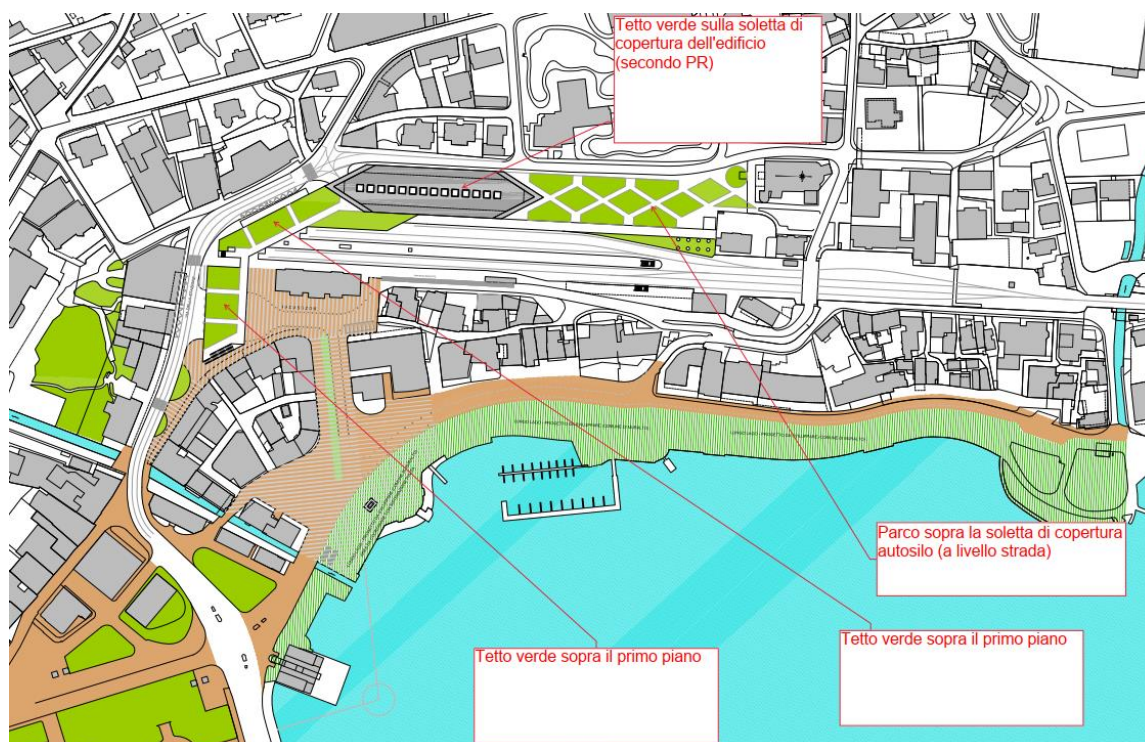 Tetto verde sulla soletta di
copertura dell'edificio
(secondo PR)
Parco sopra la soletta di copertura
autosilo (a livello strada)
Tetto verde sopra il primo piano
Tetto verde sopra il primo piano